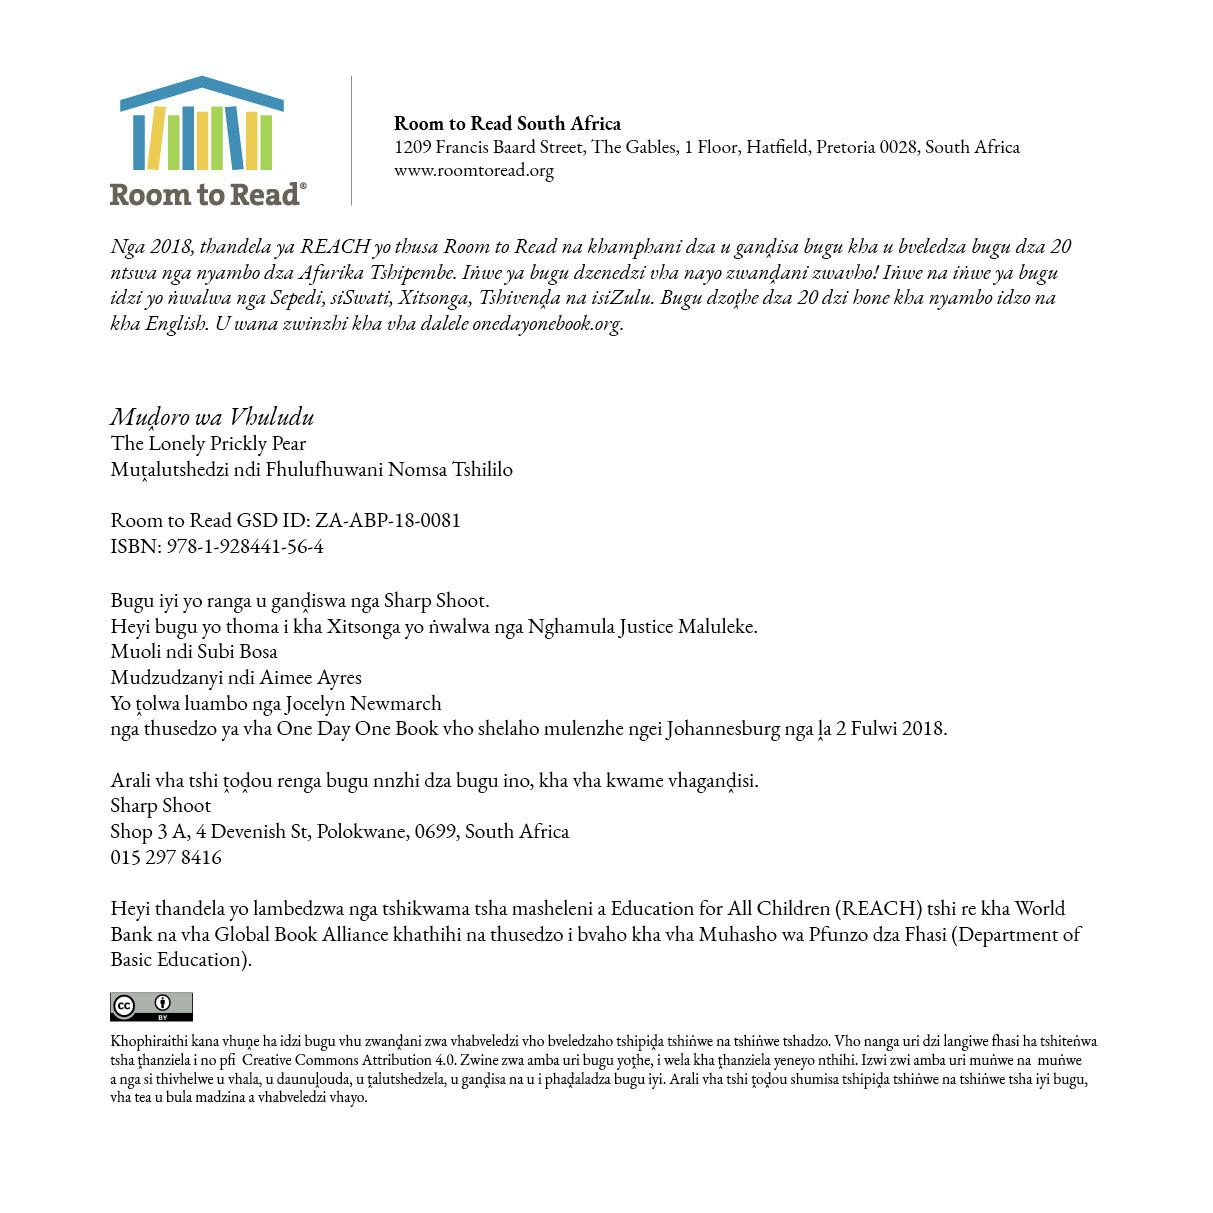 Room to Read®
Room to Read South Africa
1209 Francis Baard Street, The Gables, 1 Floor, Hatfield, Pretoria 0028, South Africa
www.roomtoread.org
Nga 2018, thandela ya REACH yo thusa Room to Read na khamphani dza u gan​ḓisa bugu kha u bveledza bugu dza 20
ntswa nga nyambo dza Afurika Tshipembe. Iṅwe ya bugu dzenedzi vha nayo zwanḓani zwavho! Iṅwe na iṅwe ya bugu
idzi yo ṅwalwa nga Sepedi, siSwati, Xitsonga, Tshivenḓa na isiZulu. Bugu dzoṱhe dza 20 dzi hone kha nyambo idzo na
kha English. U wana zwinzhi kha vha dalele onedayonebook.org.
Muḓoro wa Vhuludu
The Lonely Prickly Pear
Muṱalutshedzi ndi Fhulufhuwani Nomsa Tshililo
Room to Read GSD ID: ZA-ABP-18-0081
ISBN: 978-1-928441-56-4
Bugu iyi yo ranga u ganḓiswa nga Sharp Shoot.
Heyi bugu yo thoma i kha Xitsonga yo ṅwalwa nga Nghamula Justice Maluleke.
Muoli ndi Subi Bosa
Mudzudzanyi ndi Aimee Ayres
Yo ṱolwa luambo nga Jocelyn Newmarch
nga thusedzo ya vha One Day One Book vho shelaho mulenzhe ngei Johannesburg nga ḽa 2 Fulwi 2018.
Arali vha tshi ṱoḓou renga bugu nnzhi dza bugu ino, kha vha kwame vhaganḓisi.
Sharp Shoot
Shop 3 A, 4 Devenish St, Polokwane, 0699, South Africa
015 297 8416
Heyi thandela yo lambedzwa nga tshikwama tsha masheleni a Education for All Children (REACH) tshi re kha World
Bank na vha Global Book Alliance khathihi na thusedzo i bvaho kha vha Muhasho wa Pfunzo dza Fhasi (Department of
Basic Education).
cc BY
Khophiraithi kana vhuṋe ha idzi bugu vhu zwanḓani zwa vhabveledzi vho bveledzaho tshipiḓa tshiṅwe na tshiṅwe tshadzo. Vho nanga uri dzi langiwe fhasi ha tshiteṅwa
tsha ṱhanziela i no pfi Creative Commons Attribution 4.0. Zwine zwa amba uri bugu yoṱhe, i wela kha ṱhanziela yeneyo nthihi. Izwi zwi amba uri muṅwe na muṅwe
a nga si thivhelwe u vhala, u daunuḽouda, u ṱalutshedzela, u ganḓisa na u i phaḓaladza bugu iyi. Arali vha tshi ṱoḓou shumisa tshipiḓa tshiṅwe na tshiṅwe tsha iyi bugu,
vha tea u bula madzina a vhabveledzi vhayo.